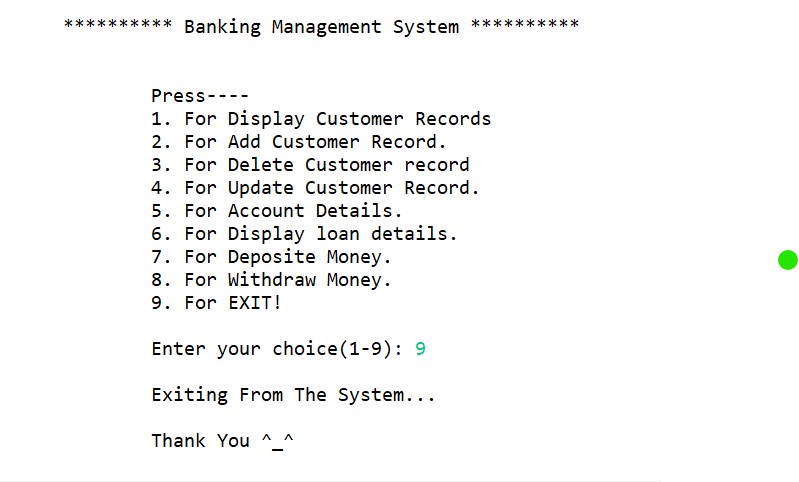 ********** Banking Management System **********
Press----
1. For Display Customer Records
2. For Add Customer Record.
3. For Delete Customer record
4. For Update Customer Record.
5. For Account Details.
6. For Display loan details.
7. For Deposite Money.
8. For Withdraw Money.
9. For EXIT!
Enter your choice(1-9): 9
Exiting From The System...
Thank You ^_^